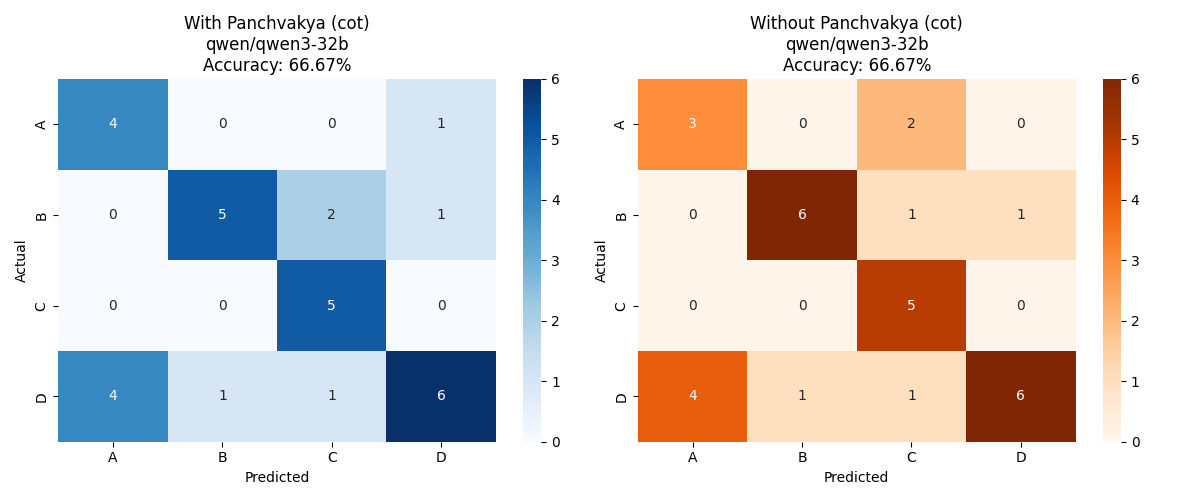 With Panchvakya (cot)
qwen/qwen3-32b
Accuracy: 66.67%
A 4 0 0 1
B 0 5 2 1
C 0 0 5 0
D 4 1 1 6
A B C D
Predicted
Actual
6
5
4
3
2
1
0
Without Panchvakya (cot)
qwen/qwen3-32b
Accuracy: 66.67%
A 3 0 2 0
B 0 6 1 1
C 0 0 5 0
D 4 1 1 6
A B C D
Predicted
Actual
6
5
4
3
2
1
0